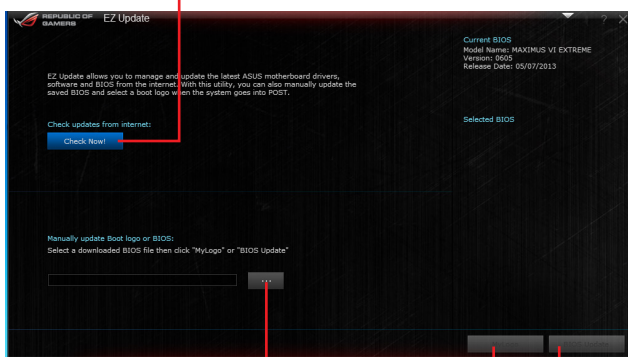 REPUBLIC OF
GAMERS
EZ Update
?
X
Current BIOS
Model Name: MAXIMUS VI EXTREME
Version: 0605
Release Date: 05/07/2013
EZ Update allows you to manage and update the latest ASUS motherboard drivers,
software and BIOS from the internet. With this utility, you can also manually update the
saved BIOS and select a boot logo when the system goes into POST.
Check updates from internet:
Selected BIOS
Check Now!
Manually update Boot logo or BIOS:
Select a downloaded BIOS file then click "MyLogo" or "BIOS Update"
...